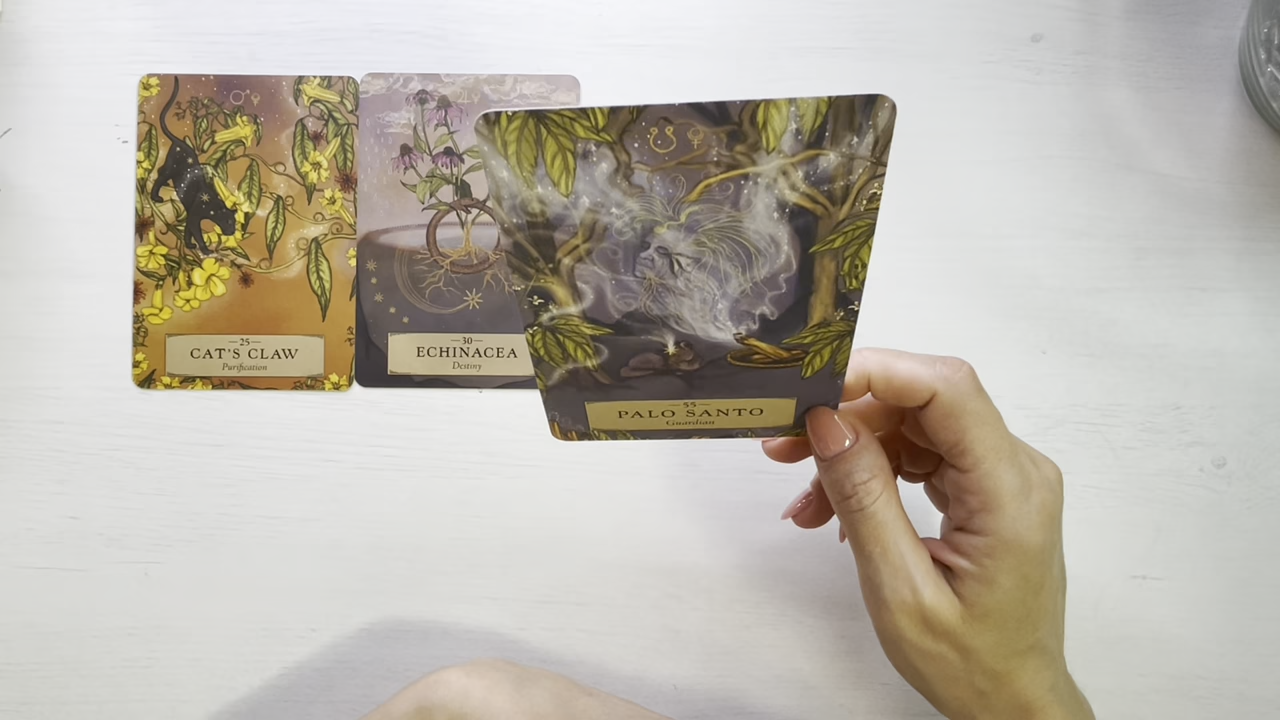 25
CAT'S CLAW
Purification
30
ECHINACEA
Destiny
55
PALO SANTO
Guardian